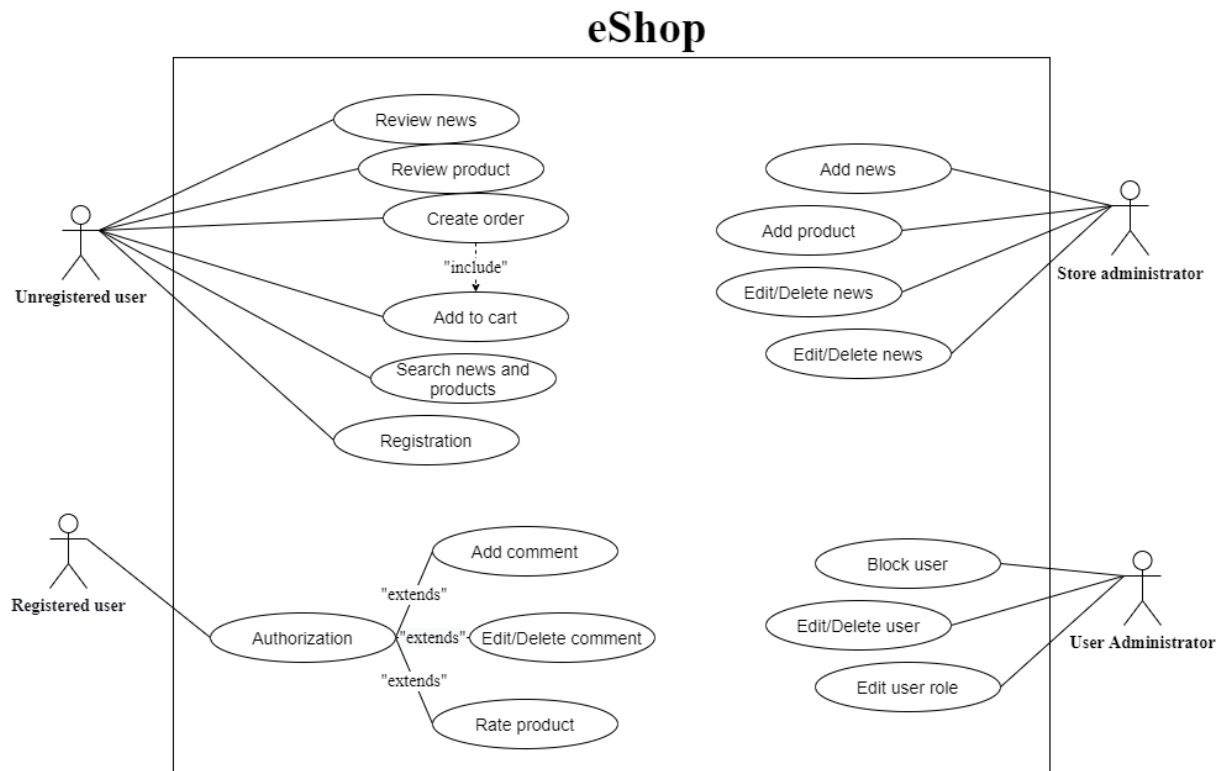 eShop
Review news
Review product
Create order
"include"
Add to cart
Search news and
products
Registration
Unregistered user
Add news
Add product
Edit/Delete news
Edit/Delete news
Store administrator
Registered user
Authorization
"extends"
Add comment
"extends"
Edit/Delete comment
"extends"
Rate product
Block user
Edit/Delete user
Edit user role
User Administrator